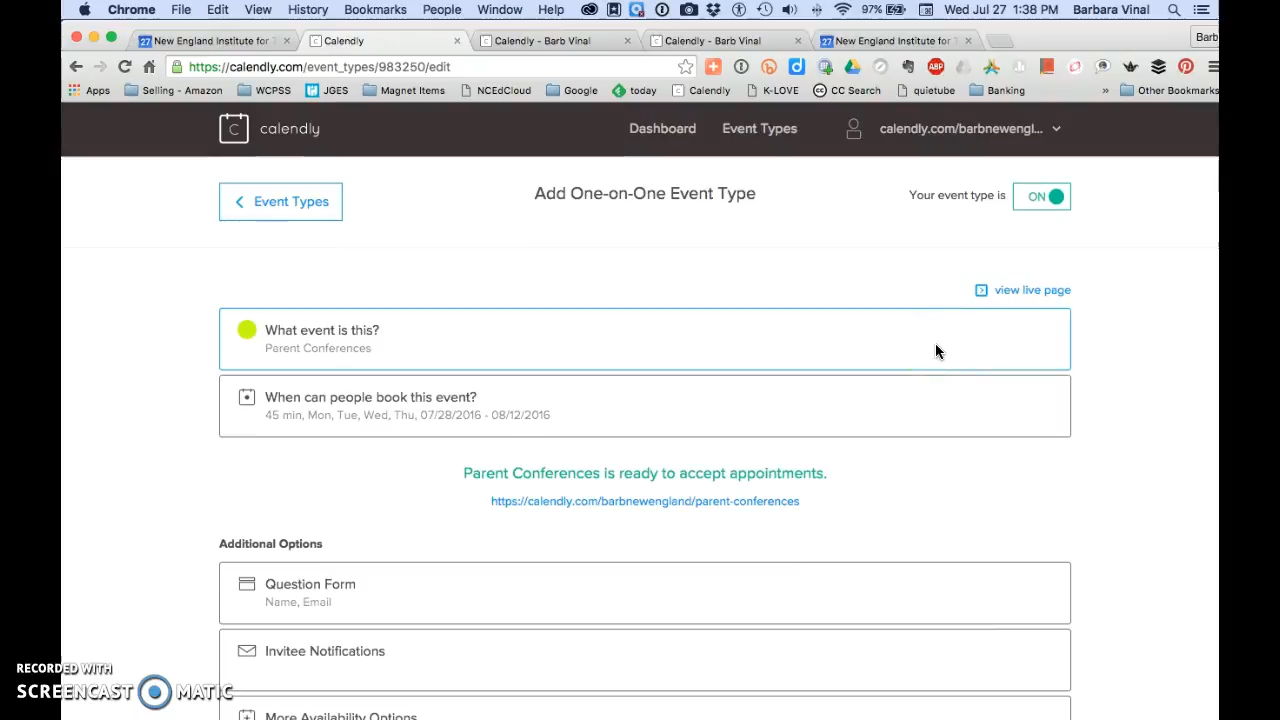 Chrome File Edit View History Bookmarks People Window Help 97% Wed Jul 27 1:38 PM Barbara Vinal
27 New England Institute for T × Calendly × Calendly - Barb Vinal × Calendly - Barb Vinal × 27 New England Institute for T × Barb
https://calendly.com/event_types/983250/edit ABP
Apps Selling - Amazon WCPSS JGES Magnet Items NCEdCloud Google today Calendly K-LOVE CC Search quietube Banking » Other Bookmarks
C calendly Dashboard Event Types calendly.com/barbnewengl...
< Event Types Add One-on-One Event Type Your event type is ON
view live page
What event is this?
Parent Conferences
When can people book this event?
45 min, Mon, Tue, Wed, Thu, 07/28/2016 - 08/12/2016
Parent Conferences is ready to accept appointments.
https://calendly.com/barbnewengland/parent-conferences
Additional Options
Question Form
Name, Email
Invitee Notifications
More Availability Options
RECORDED WITH
SCREENCAST MATIC